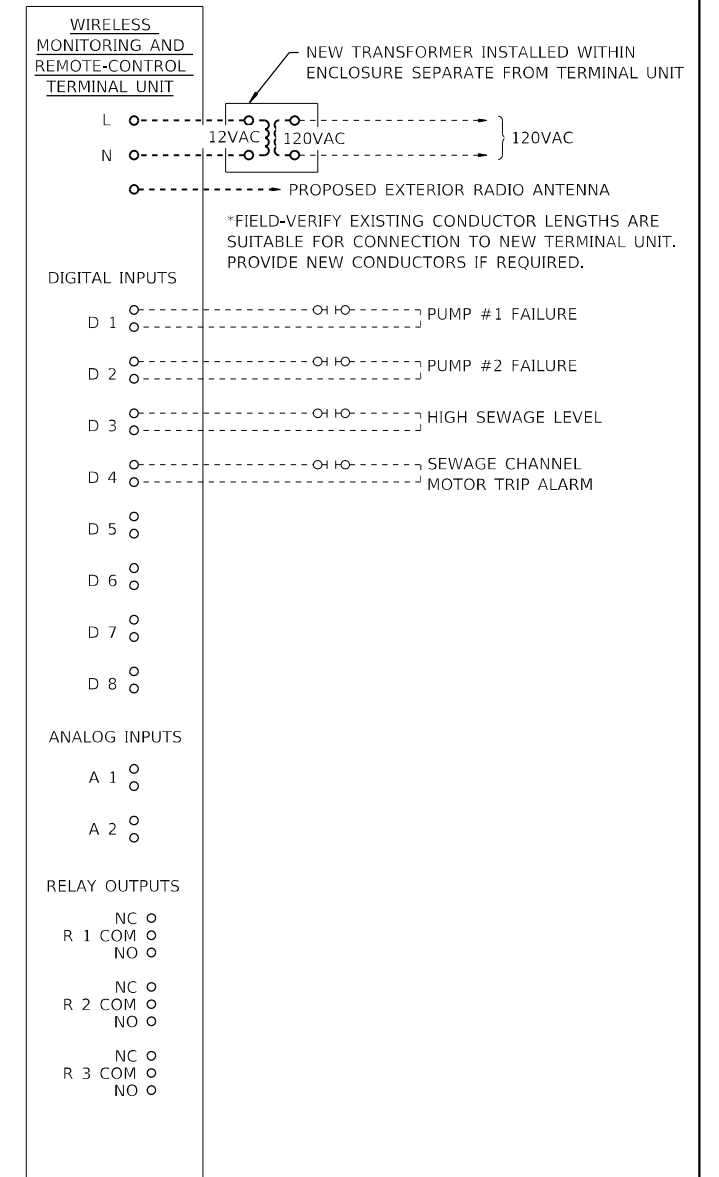 WIRELESS
MONITORING AND
REMOTE-CONTROL
TERMINAL UNIT
NEW TRANSFORMER INSTALLED WITHIN
ENCLOSURE SEPARATE FROM TERMINAL UNIT
L
12VAC
120VAC
120VAC
N
PROPOSED EXTERIOR RADIO ANTENNA
*FIELD-VERIFY EXISTING CONDUCTOR LENGTHS ARE
SUITABLE FOR CONNECTION TO NEW TERMINAL UNIT.
PROVIDE NEW CONDUCTORS IF REQUIRED.
DIGITAL INPUTS
D 1
PUMP #1 FAILURE
D 2
PUMP #2 FAILURE
D 3
HIGH SEWAGE LEVEL
D 4
SEWAGE CHANNEL
MOTOR TRIP ALARM
D 5
D 6
D 7
D 8
ANALOG INPUTS
A 1
A 2
RELAY OUTPUTS
NC
R 1 COM
NO
NC
R 2 COM
NO
NC
R 3 COM
NO